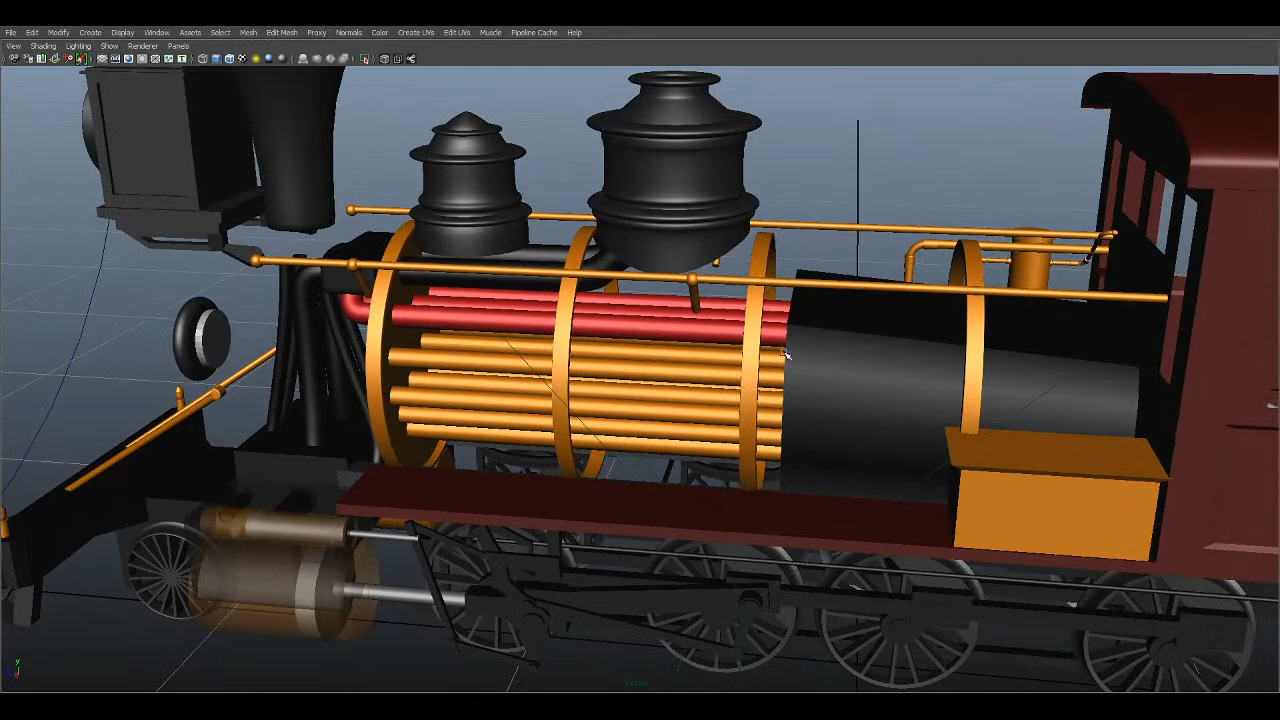 File Edit Modify Create Display Window Assets Select Mesh Edit Mesh Proxy Normals Color Create UVs Edit UVs Muscle Pipeline Cache Help
View Shading Lighting Show Renderer Panels
y
persp